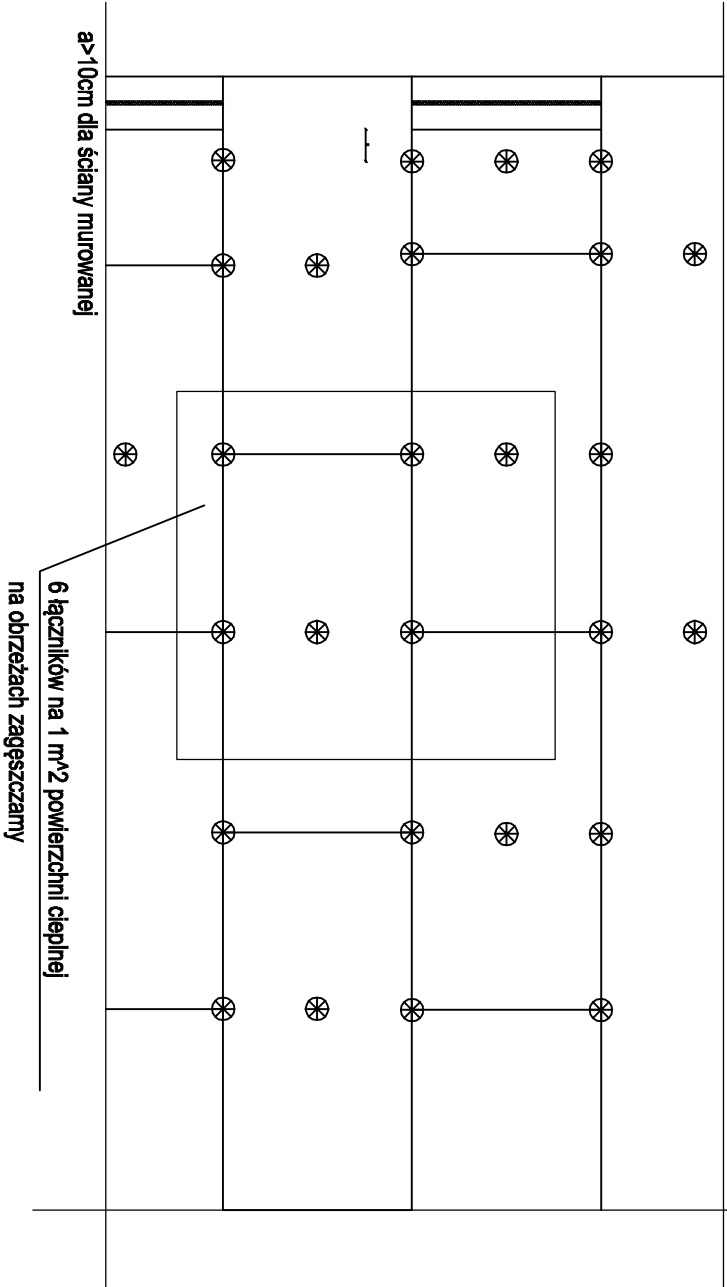 a>10cm dla ściany murowanej
6 łączników na 1 m^2 powierzchni cieplnej
na obrzeżach zagęszczamy